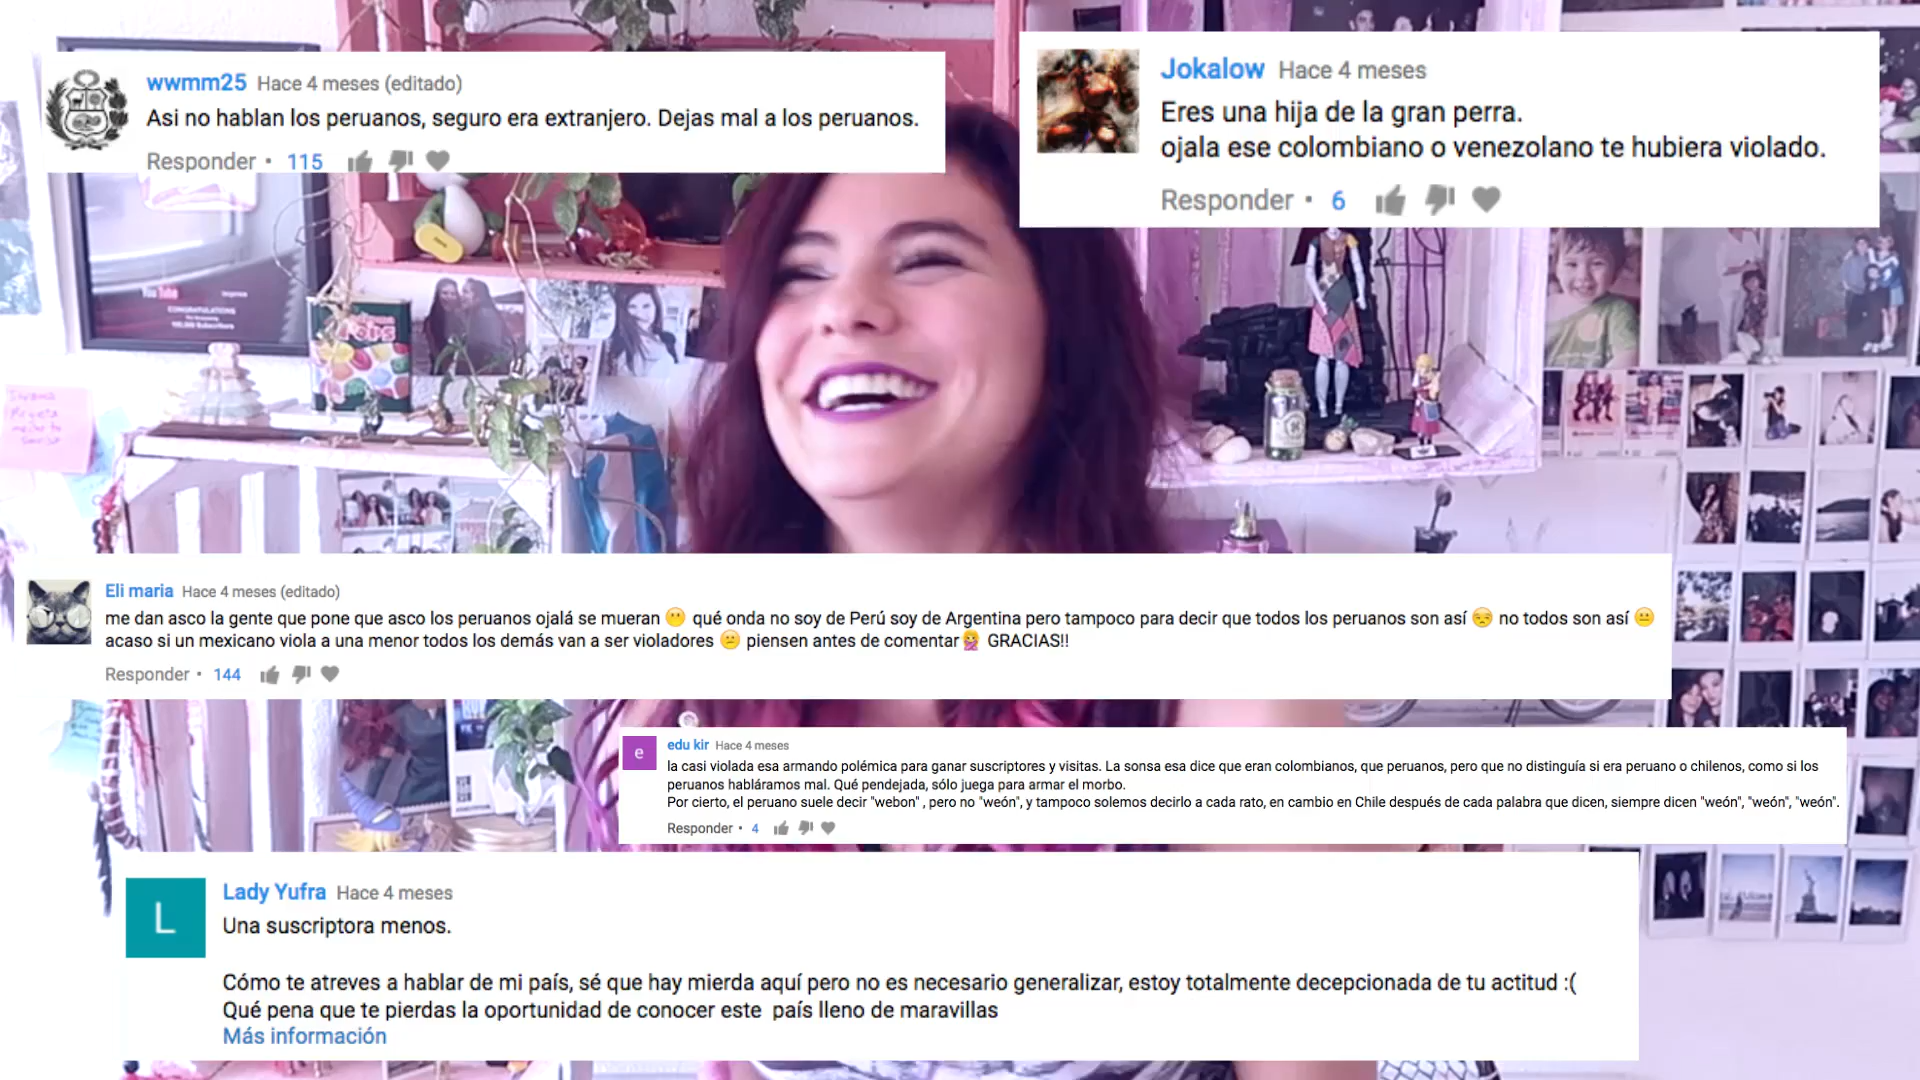 wwmm25 Hace 4 meses (editado)
Asi no hablan los peruanos, seguro era extranjero. Dejas mal a los peruanos.
Responder • 115
Jokalow Hace 4 meses
Eres una hija de la gran perra.
ojala ese colombiano o venezolano te hubiera violado.
Responder • 6
You Tube
CONGRATULATIONS
Eli maria Hace 4 meses (editado)
me dan asco la gente que pone que asco los peruanos ojalá se mueran 😶 qué onda no soy de Perú soy de Argentina pero tampoco para decir que todos los peruanos son así 😒 no todos son así 😐
acaso si un mexicano viola a una menor todos los demás van a ser violadores 😕 piensen antes de comentar🙅 GRACIAS!!
Responder • 144
e
edu kir Hace 4 meses
la casi violada esa armando polémica para ganar suscriptores y visitas. La sonsa esa dice que eran colombianos, que peruanos, pero que no distinguía si era peruano o chilenos, como si los
peruanos habláramos mal. Qué pendejada, sólo juega para armar el morbo.
Por cierto, el peruano suele decir "webon" , pero no "weón", y tampoco solemos decirlo a cada rato, en cambio en Chile después de cada palabra que dicen, siempre dicen "weón", "weón", "weón".
Responder • 4
L
Lady Yufra Hace 4 meses
Una suscriptora menos.
Cómo te atreves a hablar de mi país, sé que hay mierda aquí pero no es necesario generalizar, estoy totalmente decepcionada de tu actitud :(
Qué pena que te pierdas la oportunidad de conocer este país lleno de maravillas
Más información